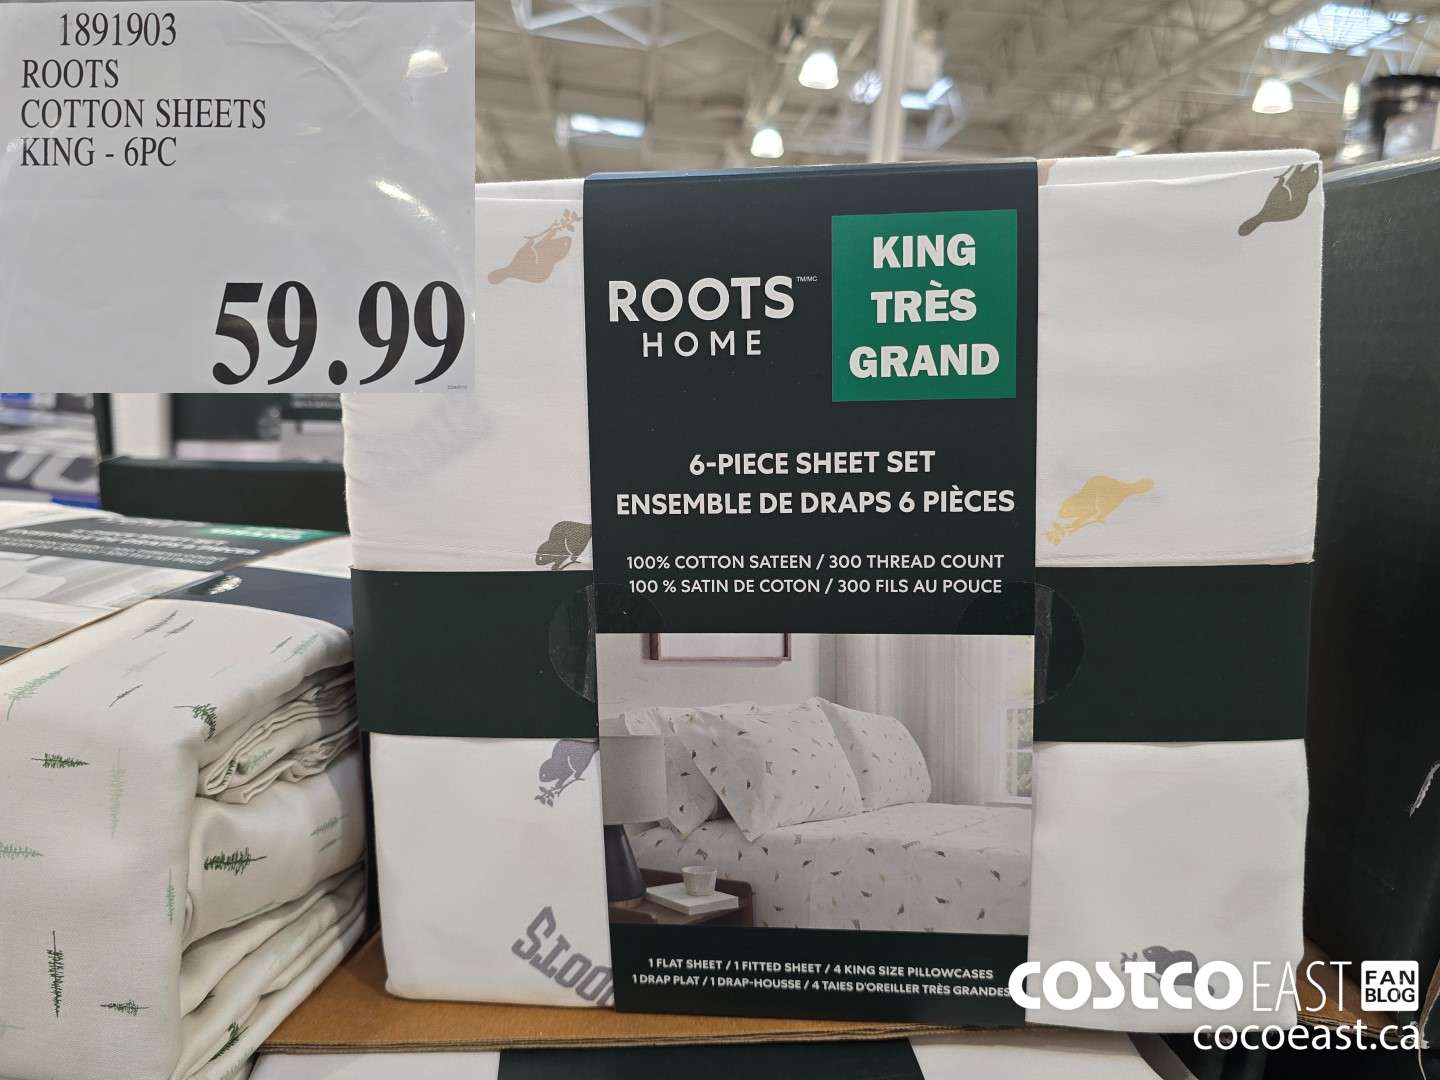 1891903
ROOTS
COTTON SHEETS
KING - 6PC
59.99
ROOTS TM/MC
HOME
KING
TRÈS
GRAND
6-PIECE SHEET SET
ENSEMBLE DE DRAPS 6 PIÈCES
100% COTTON SATEEN / 300 THREAD COUNT
100 % SATIN DE COTON / 300 FILS AU POUCE
1 FLAT SHEET / 1 FITTED SHEET / 4 KING SIZE PILLOWCASES
1 DRAP PLAT / 1 DRAP-HOUSSE / 4 TAIES D'OREILLER TRÈS GRANDES
ROOTS
COSTCO EAST FAN BLOG
cocoeast.ca